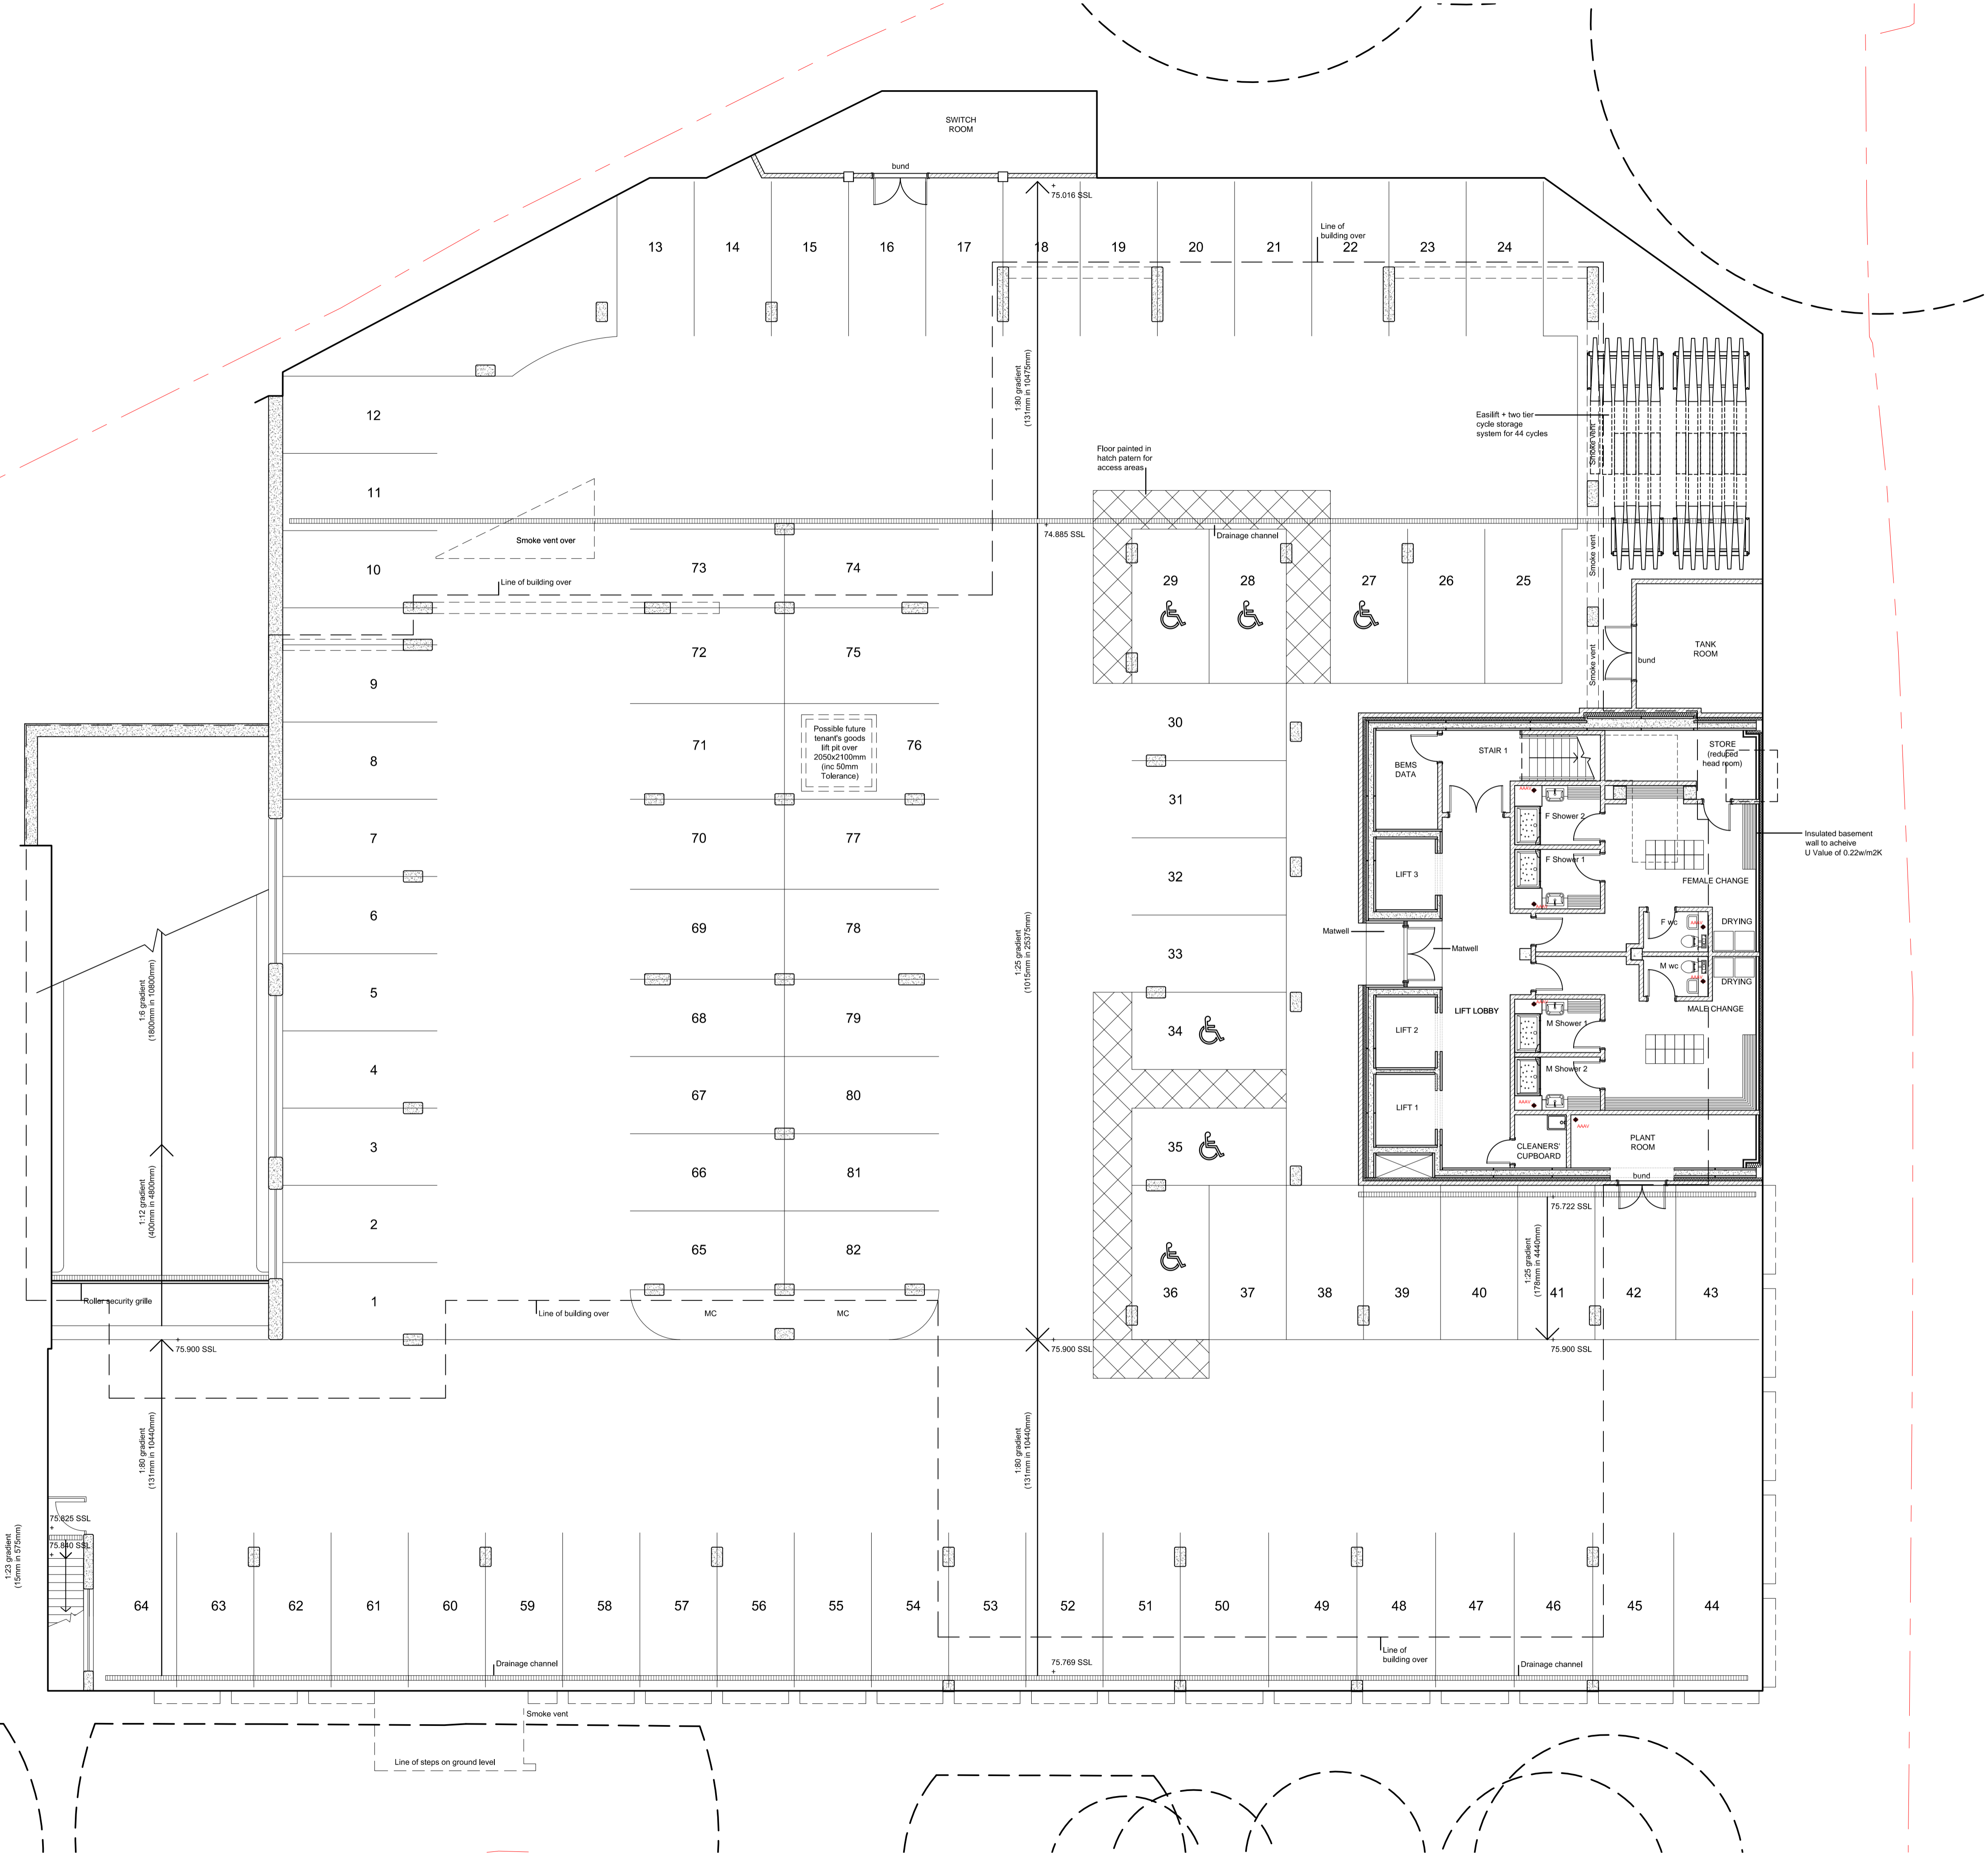 SWITCH
ROOM
bund
+
75.016 SSL
Line of
building over
13
14
15
16
17
18
19
20
21
22
23
24
1:80 gradient
(131mm in 10475mm)
12
11
10
Easilift + two tier
cycle storage
system for 44 cycles
Smoke vent
Floor painted in
hatch patern for
access areas
Smoke vent over
+
74.885 SSL
Drainage channel
Smoke vent
Line of building over
73
74
29
28
27
26
25
TANK
ROOM
bund
Smoke vent
72
75
9
30
71
Possible future
tenant's goods
lift pit over
2050x2100mm
(inc 50mm
Tolerance)
76
8
31
BEMS
DATA
STAIR 1
STORE
(reduced
head room)
AAAV
F Shower 2
Insulated basement
wall to acheive
U Value of 0.22w/m2K
7
70
77
32
LIFT 3
F Shower 1
FEMALE CHANGE
AAAV
6
69
78
33
Matwell
Matwell
F wc
AAAV
DRYING
1:6 gradient
(1800mm in 10800mm)
1:25 gradient
(1015mm in 25375mm)
5
68
79
34
M wc
AAAV
DRYING
AAAV
MALE CHANGE
LIFT 2
LIFT LOBBY
M Shower 1
4
67
80
M Shower 2
AAAV
LIFT 1
3
66
81
35
AAAV
CLEANERS'
CUPBOARD
PLANT
ROOM
bund
1:12 gradient
(400mm in 4800mm)
2
65
82
75.722 SSL
1:25 gradient
(178mm in 4440mm)
Roller security grille
1
Line of building over
MC
MC
36
37
38
39
40
41
42
43
+
75.900 SSL
+
75.900 SSL
+
75.900 SSL
1:80 gradient
(131mm in 10440mm)
1:80 gradient
(131mm in 10440mm)
75.825 SSL
+
75.840 SSL
+
1:23 gradient
(15mm in 575mm)
64
63
62
61
60
59
58
57
56
55
54
53
52
51
50
49
48
47
46
45
44
Drainage channel
75.769 SSL
+
Line of
building over
Drainage channel
Smoke vent
Line of steps on ground level